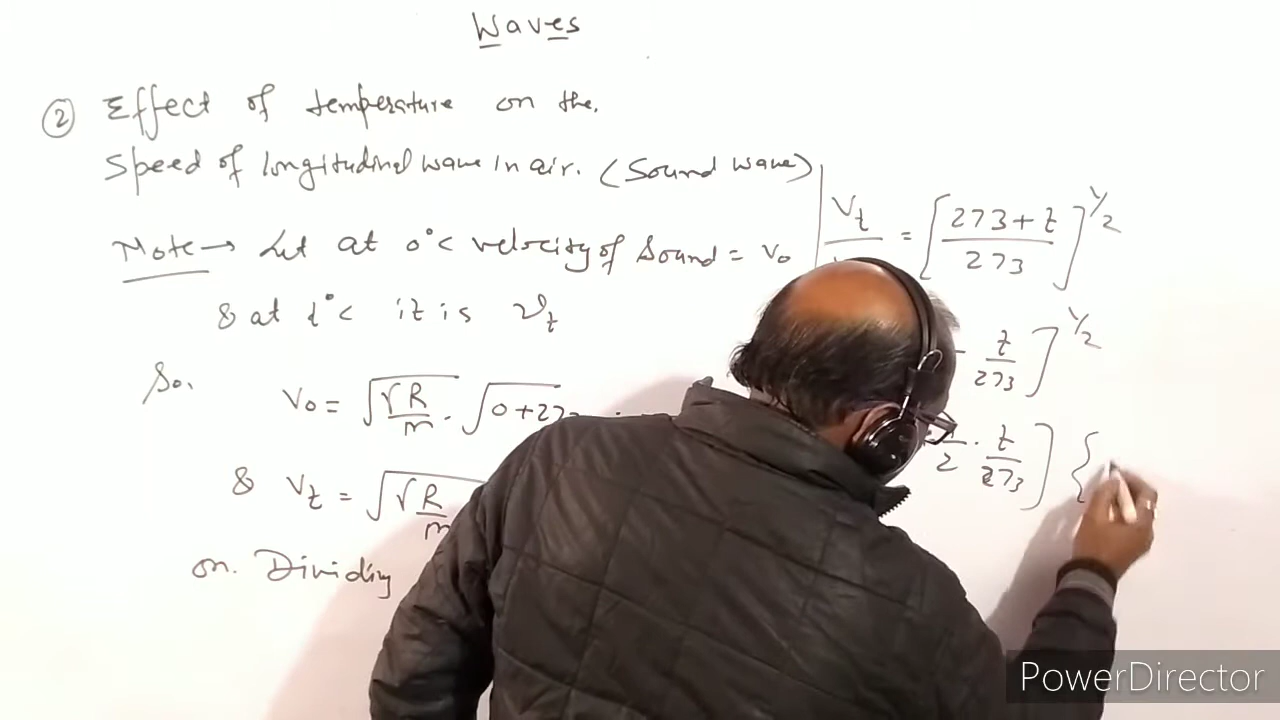 Waves
② Effect of temperature on the.
Speed of longitudinal wave in air. (Sound wave)
Note → Let at 0°C velocity of Sound = V₀
& at t°C it is Vₜ
So,
V₀ = √(γR/m) . √(0+27
& Vₜ = √(γR/m
on. Dividing
Vₜ/ = [(273+t)/273]^1/2
t/273]^1/2
/2 . t/273] {
PowerDirector